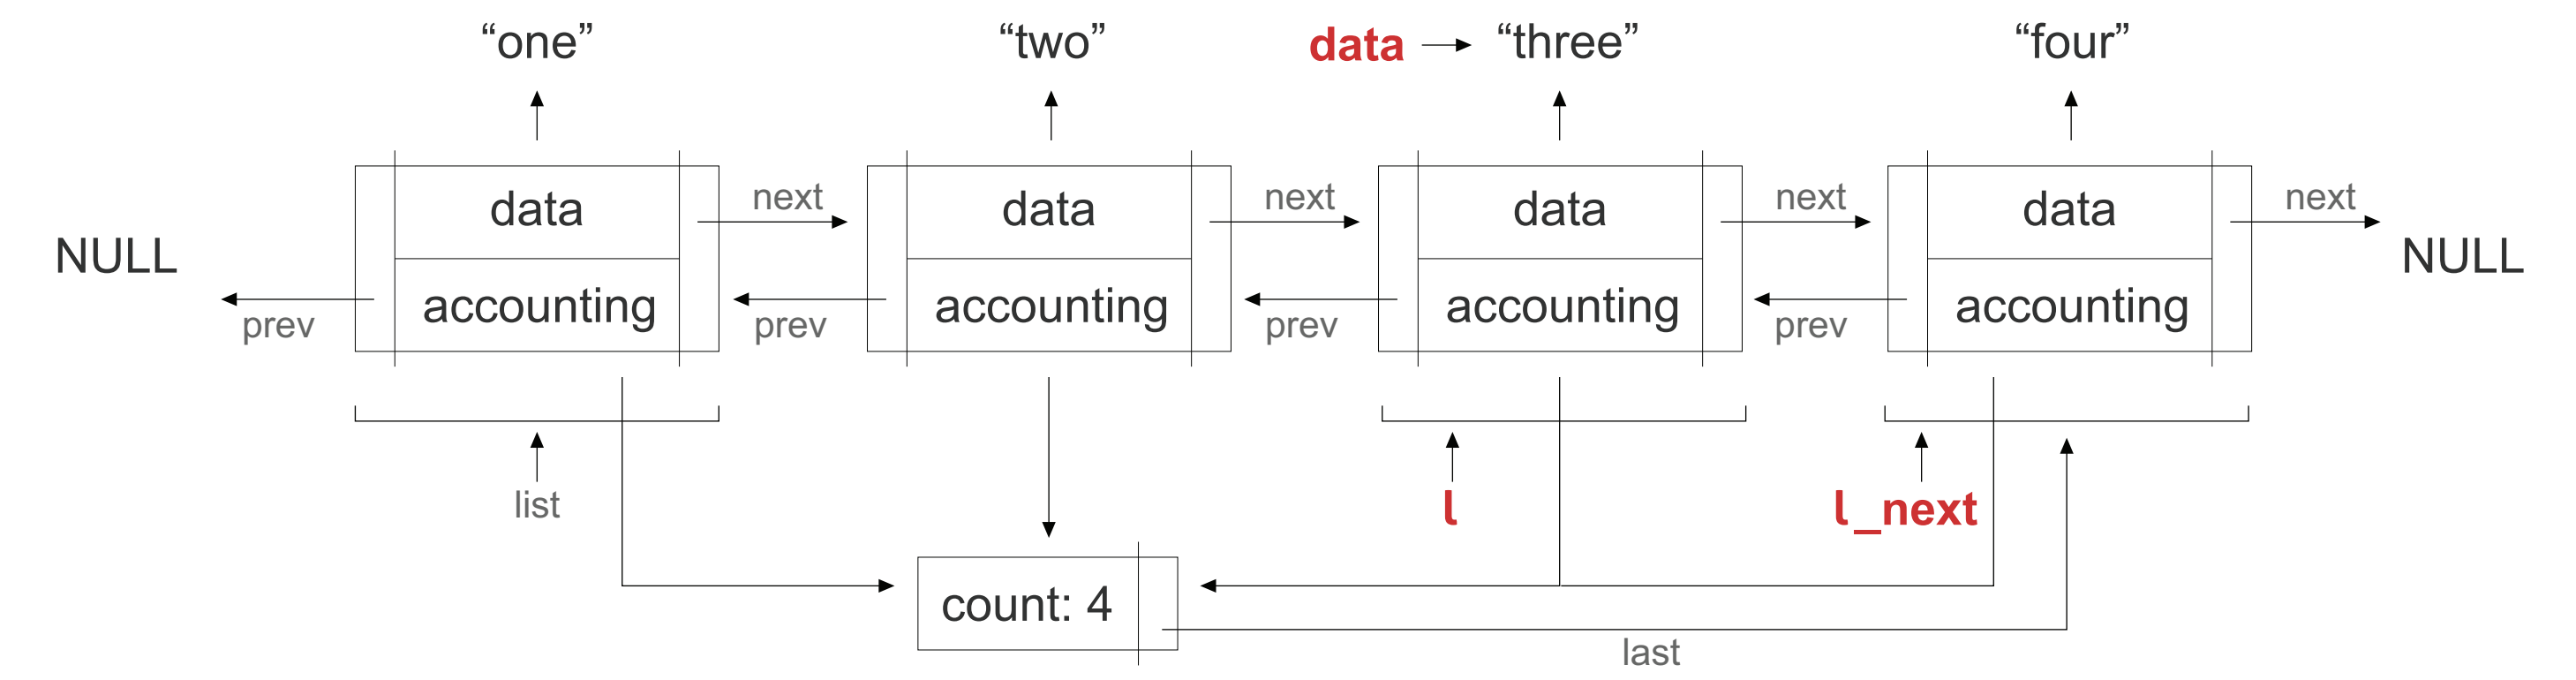 “one”
“two”
data
“three”
“four”
data
next
data
next
data
next
data
next
NULL
NULL
accounting
accounting
accounting
accounting
prev
prev
prev
prev
list
l
l_next
count: 4
last